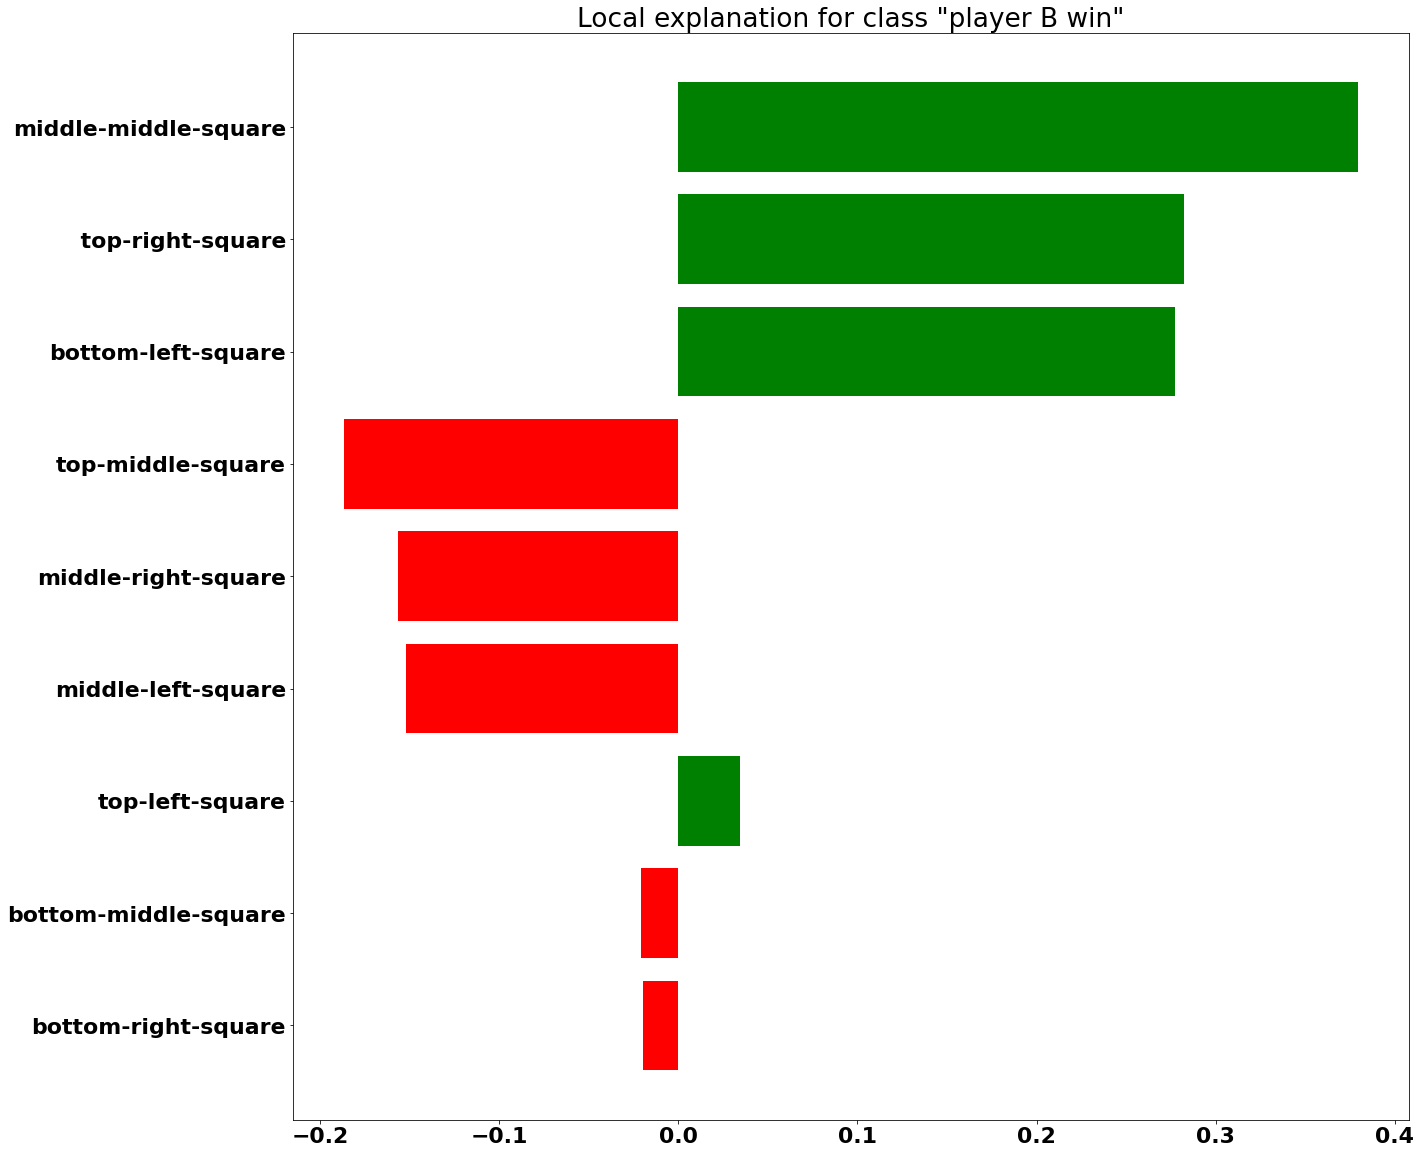 Local explanation for class "player B win"
middle-middle-square
top-right-square
bottom-left-square
top-middle-square
middle-right-square
middle-left-square
top-left-square
bottom-middle-square
bottom-right-square
−0.2 −0.1 0.0 0.1 0.2 0.3 0.4